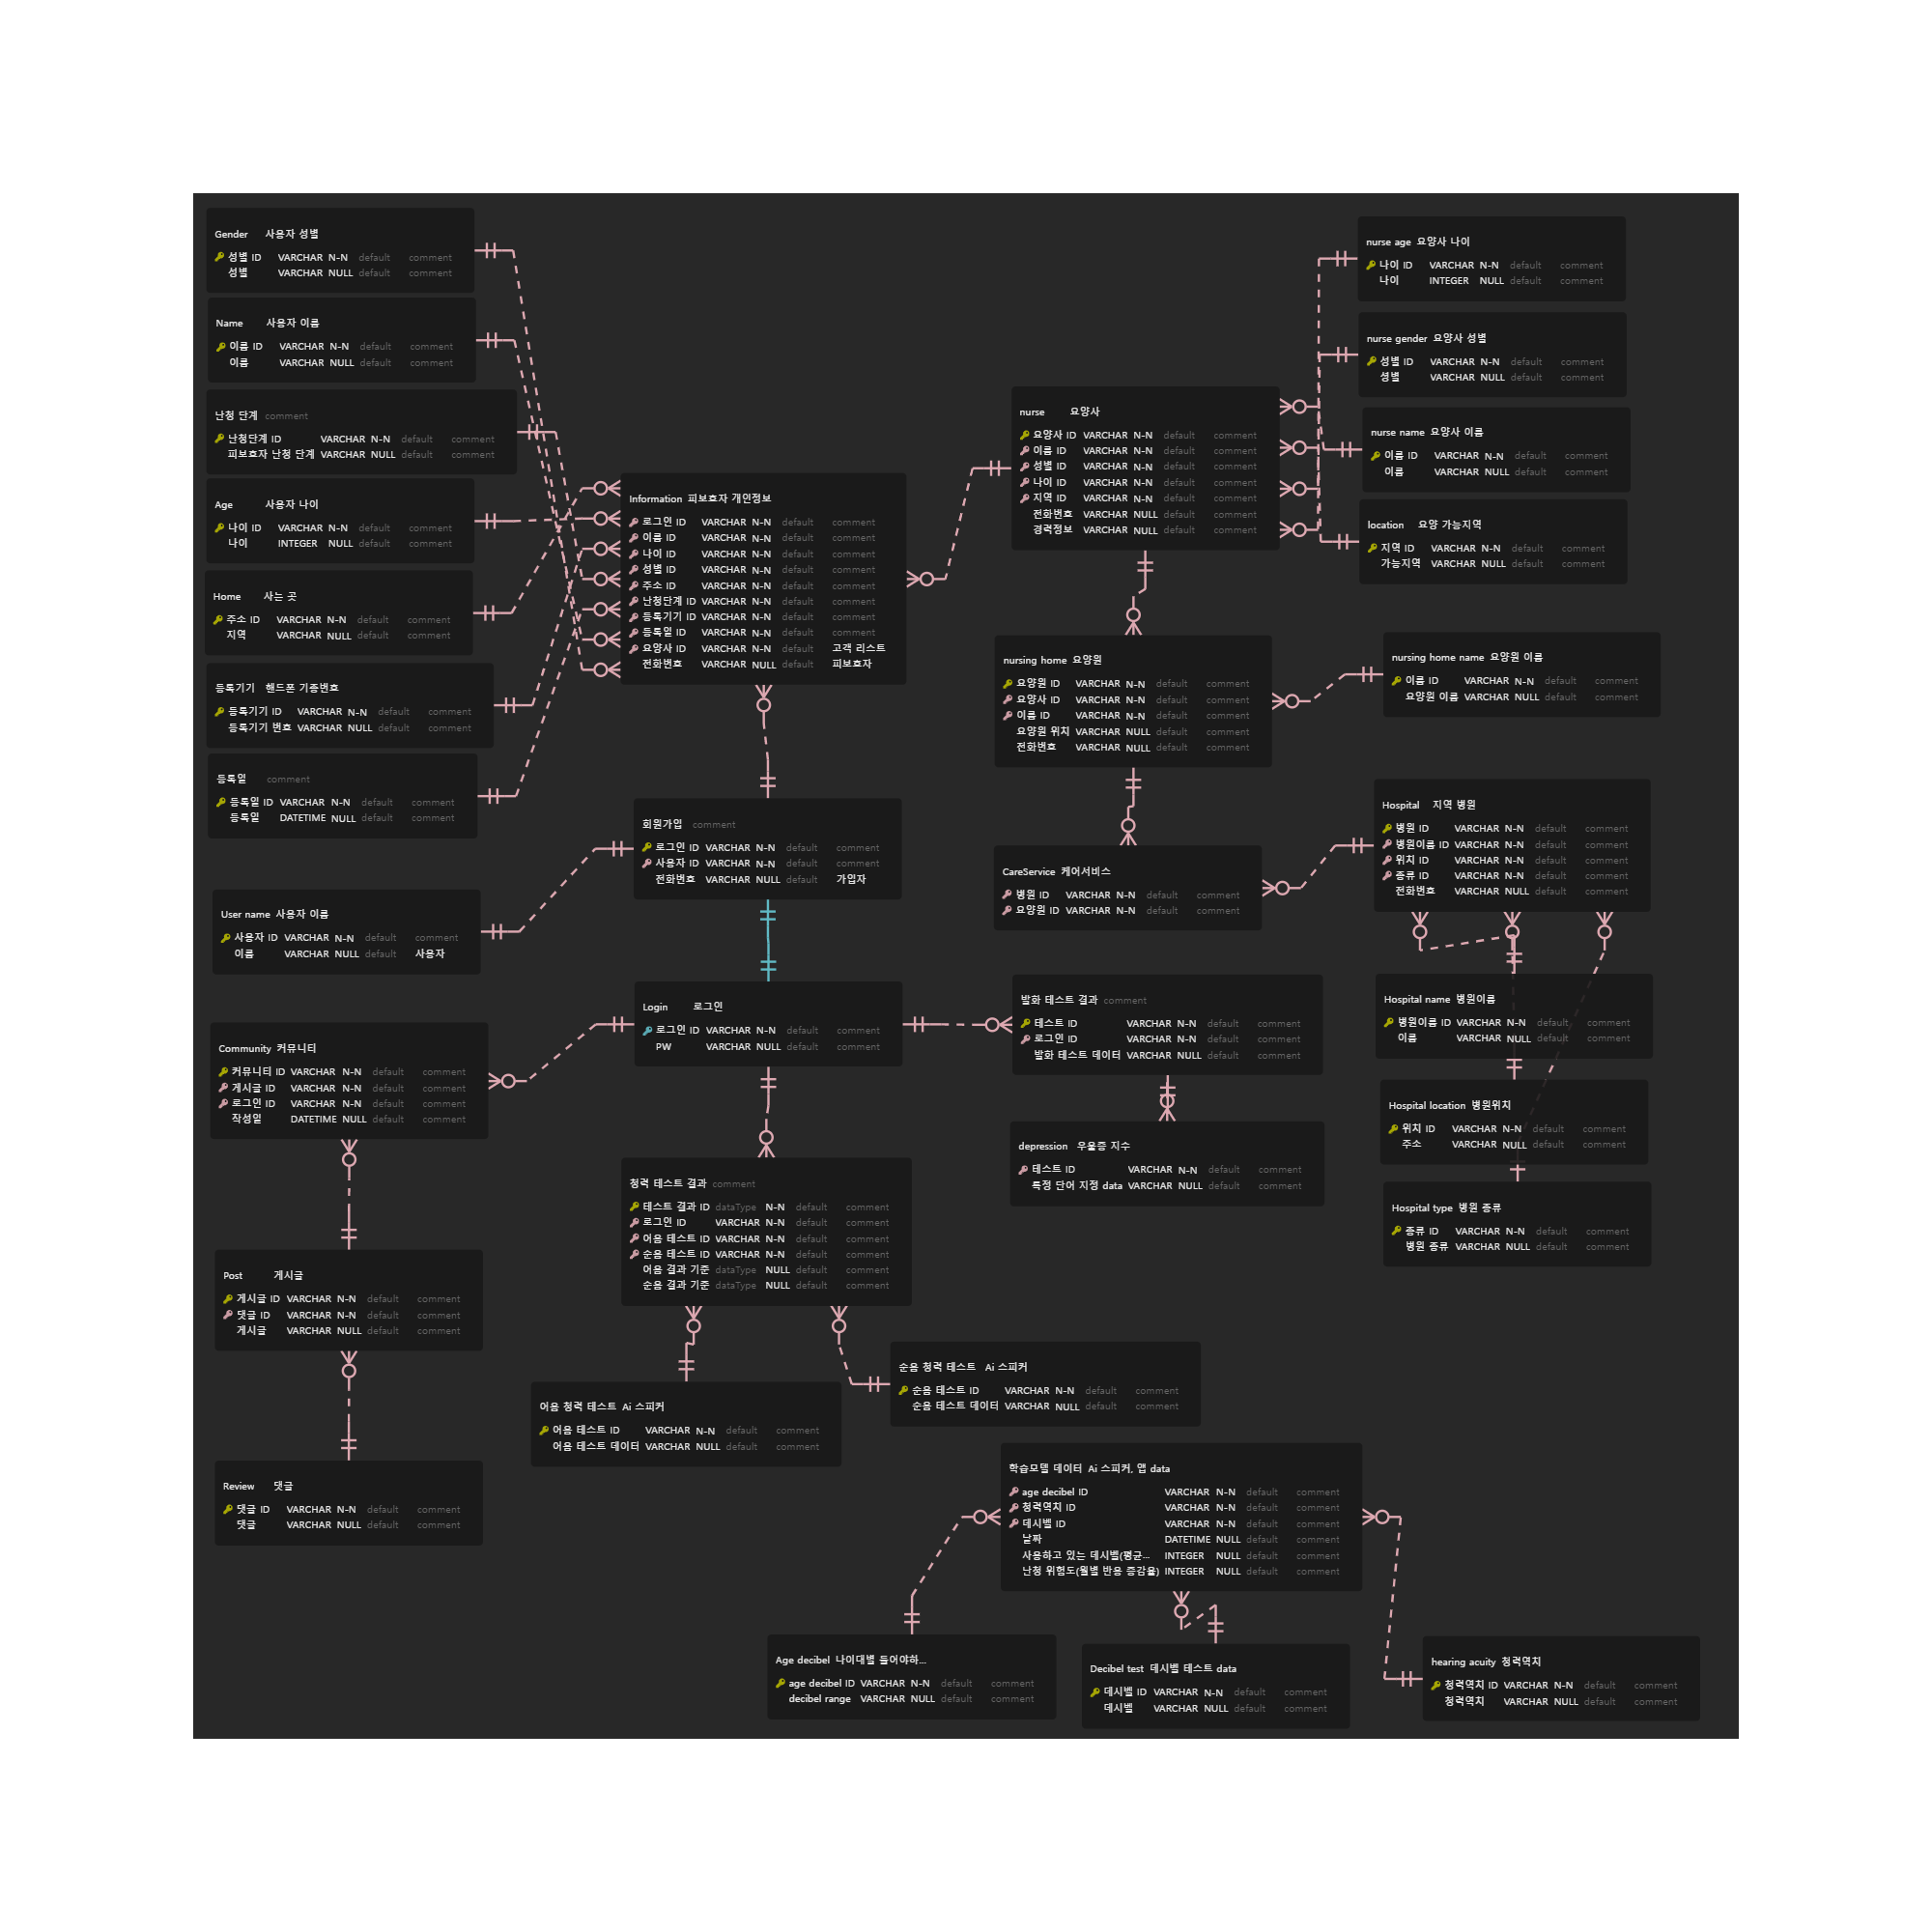 Gender 사용자 성별
성별 ID VARCHAR N-N default comment
성별 VARCHAR NULL default comment
Name 사용자 이름
이름 ID VARCHAR N-N default comment
이름 VARCHAR NULL default comment
난청 단계 comment
난청단계 ID VARCHAR N-N default comment
피보호자 난청 단계 VARCHAR NULL default comment
Age 사용자 나이
나이 ID VARCHAR N-N default comment
나이 INTEGER NULL default comment
Home 사는 곳
주소 ID VARCHAR N-N default comment
지역 VARCHAR NULL default comment
등록기기 핸드폰 기종번호
등록기기 ID VARCHAR N-N default comment
등록기기 번호 VARCHAR NULL default comment
등록일 comment
등록일 ID VARCHAR N-N default comment
등록일 DATETIME NULL default comment
User name 사용자 이름
사용자 ID VARCHAR N-N default comment
이름 VARCHAR NULL default 사용자
Community 커뮤니티
커뮤니티 ID VARCHAR N-N default comment
게시글 ID VARCHAR N-N default comment
로그인 ID VARCHAR N-N default comment
작성일 DATETIME NULL default comment
Post 게시글
게시글 ID VARCHAR N-N default comment
댓글 ID VARCHAR N-N default comment
게시글 VARCHAR NULL default comment
Review 댓글
댓글 ID VARCHAR N-N default comment
댓글 VARCHAR NULL default comment
Information 피보호자 개인정보
로그인 ID VARCHAR N-N default comment
이름 ID VARCHAR N-N default comment
나이 ID VARCHAR N-N default comment
성별 ID VARCHAR N-N default comment
주소 ID VARCHAR N-N default comment
난청단계 ID VARCHAR N-N default comment
등록기기 ID VARCHAR N-N default comment
등록일 ID VARCHAR N-N default comment
요양사 ID VARCHAR N-N default 고객 리스트
전화번호 VARCHAR NULL default 피보호자
회원가입 comment
로그인 ID VARCHAR N-N default comment
사용자 ID VARCHAR N-N default comment
전화번호 VARCHAR NULL default 가입자
Login 로그인
로그인 ID VARCHAR N-N default comment
PW VARCHAR NULL default comment
청력 테스트 결과 comment
테스트 결과 ID dataType N-N default comment
로그인 ID VARCHAR N-N default comment
어음 테스트 ID VARCHAR N-N default comment
순음 테스트 ID VARCHAR N-N default comment
어음 결과 기준 dataType NULL default comment
순음 결과 기준 dataType NULL default comment
어음 청력 테스트 Ai 스피커
어음 테스트 ID VARCHAR N-N default comment
어음 테스트 데이터 VARCHAR NULL default comment
순음 청력 테스트 Ai 스피커
순음 테스트 ID VARCHAR N-N default comment
순음 테스트 데이터 VARCHAR NULL default comment
nurse 요양사
요양사 ID VARCHAR N-N default comment
이름 ID VARCHAR N-N default comment
성별 ID VARCHAR N-N default comment
나이 ID VARCHAR N-N default comment
지역 ID VARCHAR N-N default comment
전화번호 VARCHAR NULL default comment
경력정보 VARCHAR NULL default comment
nursing home 요양원
요양원 ID VARCHAR N-N default comment
요양사 ID VARCHAR N-N default comment
이름 ID VARCHAR N-N default comment
요양원 위치 VARCHAR NULL default comment
전화번호 VARCHAR NULL default comment
CareService 케어서비스
병원 ID VARCHAR N-N default comment
요양원 ID VARCHAR N-N default comment
발화 테스트 결과 comment
테스트 ID VARCHAR N-N default comment
로그인 ID VARCHAR N-N default comment
발화 테스트 데이터 VARCHAR NULL default comment
depression 우울증 지수
테스트 ID VARCHAR N-N default comment
특정 단어 지정 data VARCHAR NULL default comment
nurse age 요양사 나이
나이 ID VARCHAR N-N default comment
나이 INTEGER NULL default comment
nurse gender 요양사 성별
성별 ID VARCHAR N-N default comment
성별 VARCHAR NULL default comment
nurse name 요양사 이름
이름 ID VARCHAR N-N default comment
이름 VARCHAR NULL default comment
location 요양 가능지역
지역 ID VARCHAR N-N default comment
가능지역 VARCHAR NULL default comment
nursing home name 요양원 이름
이름 ID VARCHAR N-N default comment
요양원 이름 VARCHAR NULL default comment
Hospital 지역 병원
병원 ID VARCHAR N-N default comment
병원이름 ID VARCHAR N-N default comment
위치 ID VARCHAR N-N default comment
종류 ID VARCHAR N-N default comment
전화번호 VARCHAR NULL default comment
Hospital name 병원이름
병원이름 ID VARCHAR N-N default comment
이름 VARCHAR NULL default comment
Hospital location 병원위치
위치 ID VARCHAR N-N default comment
주소 VARCHAR NULL default comment
Hospital type 병원 종류
종류 ID VARCHAR N-N default comment
병원 종류 VARCHAR NULL default comment
학습모델 데이터 Ai 스피커, 앱 data
age decibel ID VARCHAR N-N default comment
청력역치 ID VARCHAR N-N default comment
데시벨 ID VARCHAR N-N default comment
날짜 DATETIME NULL default comment
사용하고 있는 데시벨(평균... INTEGER NULL default comment
난청 위험도(월별 반응 증감율) INTEGER NULL default comment
Age decibel 나이대별 들어야하...
age decibel ID VARCHAR N-N default comment
decibel range VARCHAR NULL default comment
Decibel test 데시벨 테스트 data
데시벨 ID VARCHAR N-N default comment
데시벨 VARCHAR NULL default comment
hearing acuity 청력역치
청력역치 ID VARCHAR N-N default comment
청력역치 VARCHAR NULL default comment